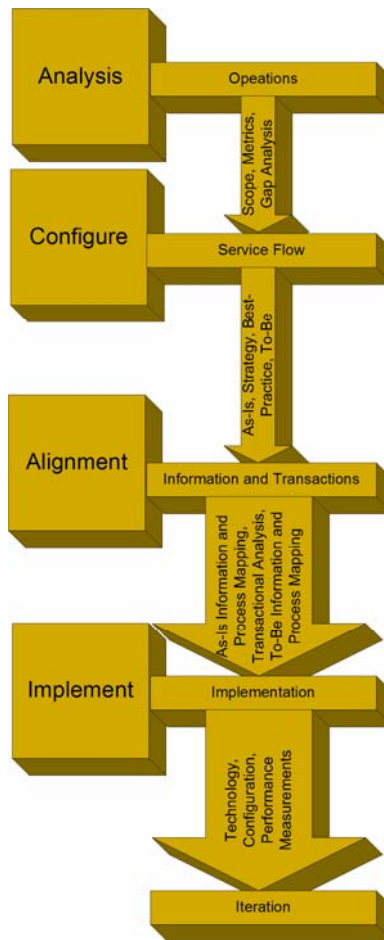 Analysis
Opeations
Scope, Metrics,
Gap Analysis
Configure
Service Flow
As-Is, Strategy, Best-
Practice, To-Be
Alignment
Information and Transactions
As-Is Information and
Process Mapping,
Transactional Analysis,
To-Be Information and
Process Mapping
Implement
Implementation
Technology,
Configuration,
Performance
Measurements
Iteration